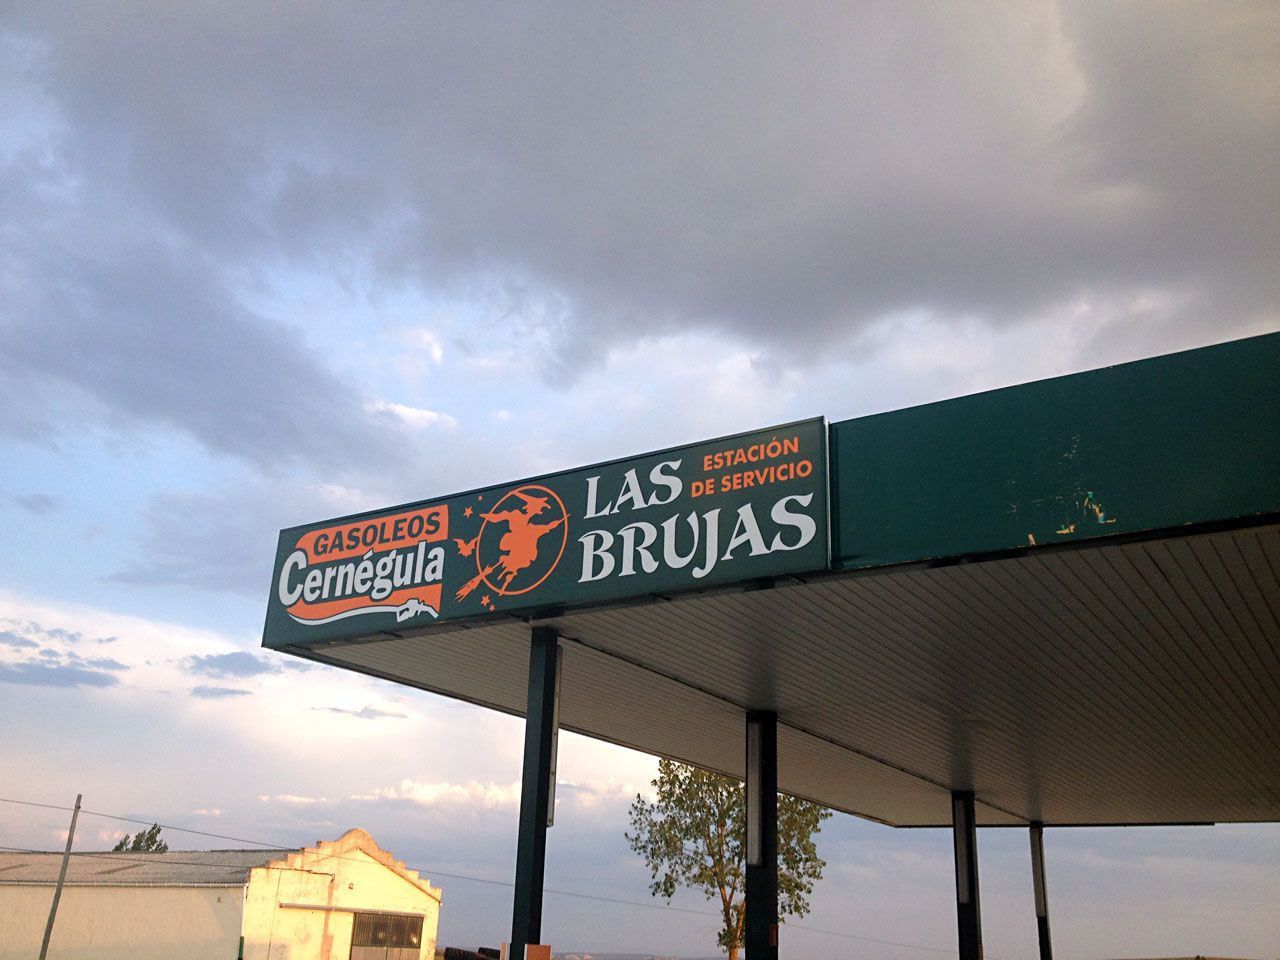 GASOLEOS
Cernégula
LAS
BRUJAS
ESTACIÓN
DE SERVICIO